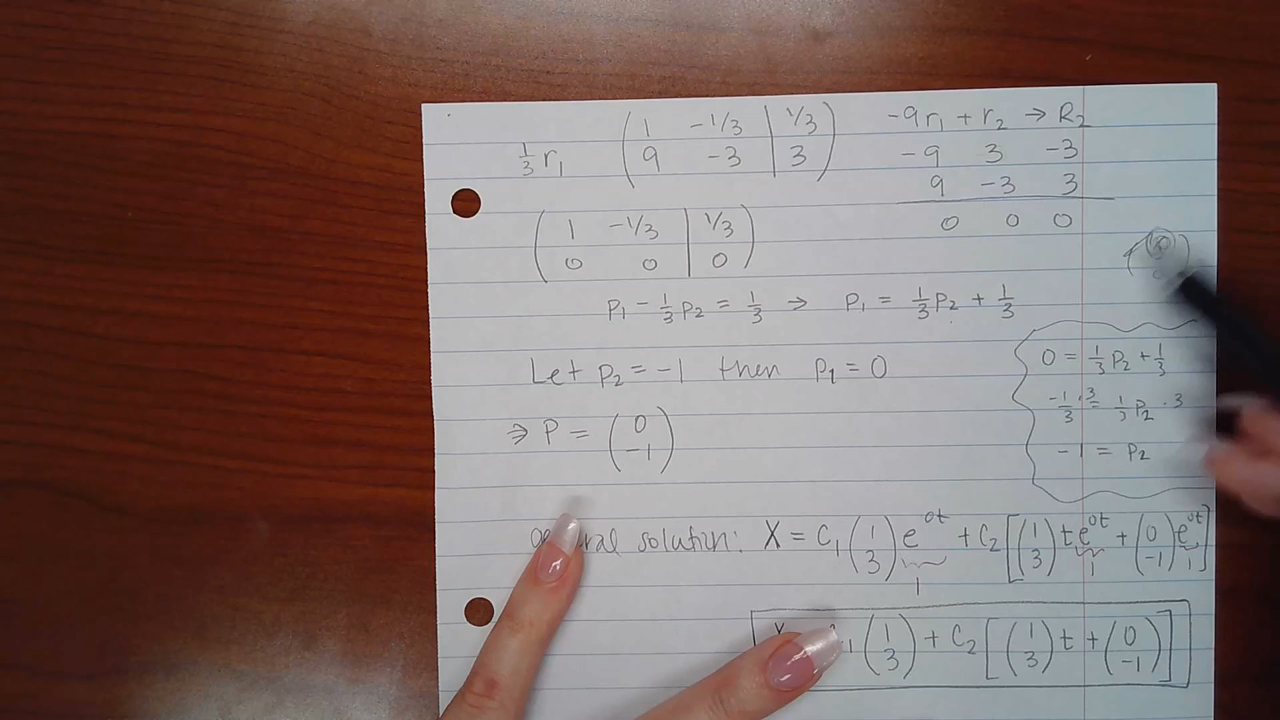 1/3 r₁ ( 1 -1/3 | 1/3 ; 9 -3 | 3 )
-9r₁ + r₂ → R₂
-9 3 -3
9 -3 3
0 0 0
( 1 -1/3 | 1/3 ; 0 0 | 0 )
P₁ - 1/3 P₂ = 1/3 ⇒ P₁ = 1/3 P₂ + 1/3
Let P₂ = -1 then P₁ = 0
0 = 1/3 P₂ + 1/3
-1/3 · 3 = 1/3 P₂ · 3
-1 = P₂
⇒ P = ( 0 ; -1 )
solution: X = C₁ ( 1 ; 3 ) e^0t + C₂ [ ( 1 ; 3 ) t e^0t + ( 0 ; -1 ) e^0t ]
1 1 1
( 1 ; 3 ) + C₂ [ ( 1 ; 3 ) t + ( 0 ; -1 ) ]